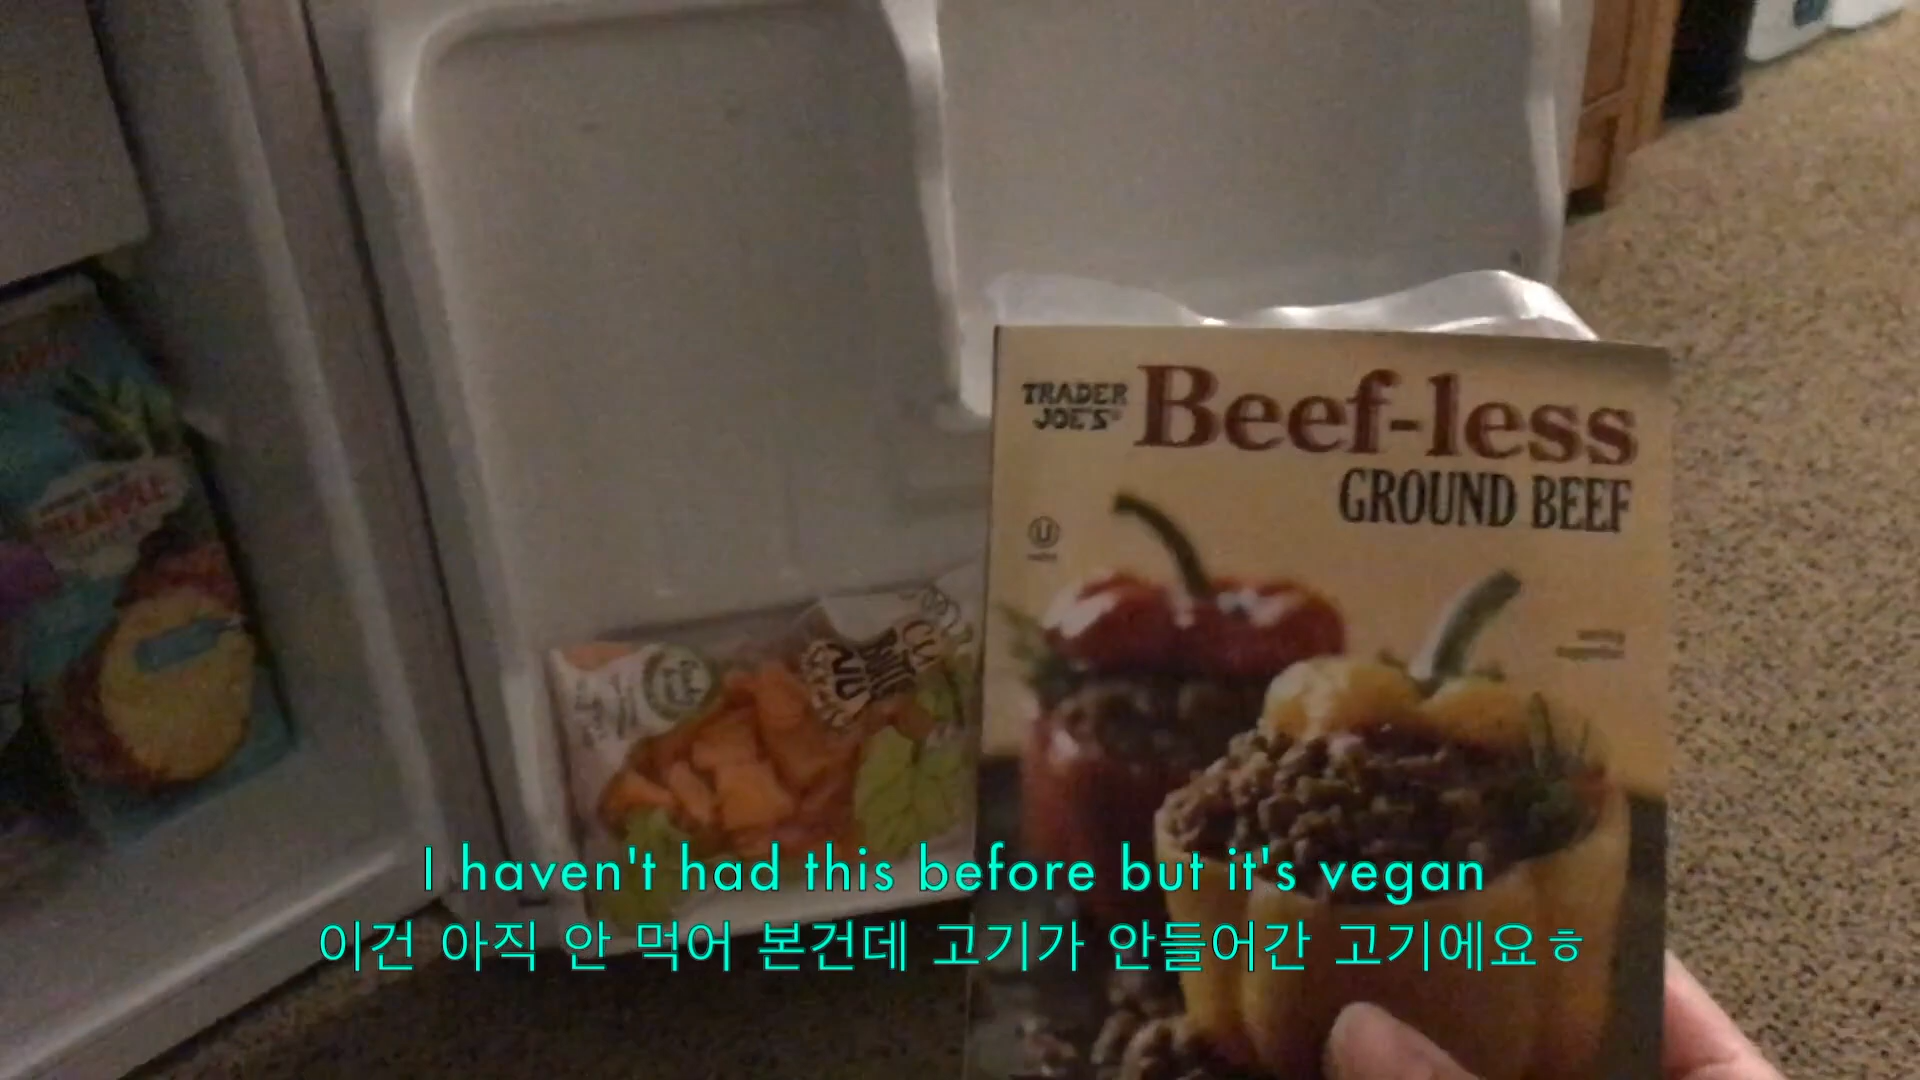 TRADER JOE'S®
Beef-less
GROUND BEEF
U
I haven't had this before but it's vegan
이건 아직 안 먹어 본건데 고기가 안들어간 고기에요ㅎ